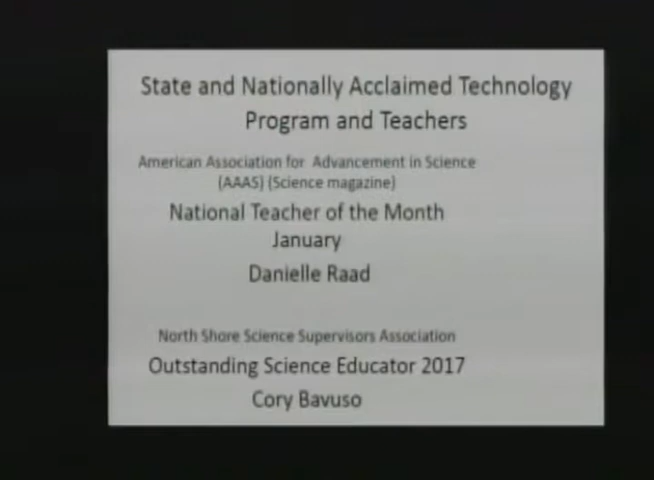 State and Nationally Acclaimed Technology
Program and Teachers
American Association for Advancement in Science
(AAAS) (Science magazine)
National Teacher of the Month
January
Danielle Raad
North Shore Science Supervisors Association
Outstanding Science Educator 2017
Cory Bavuso